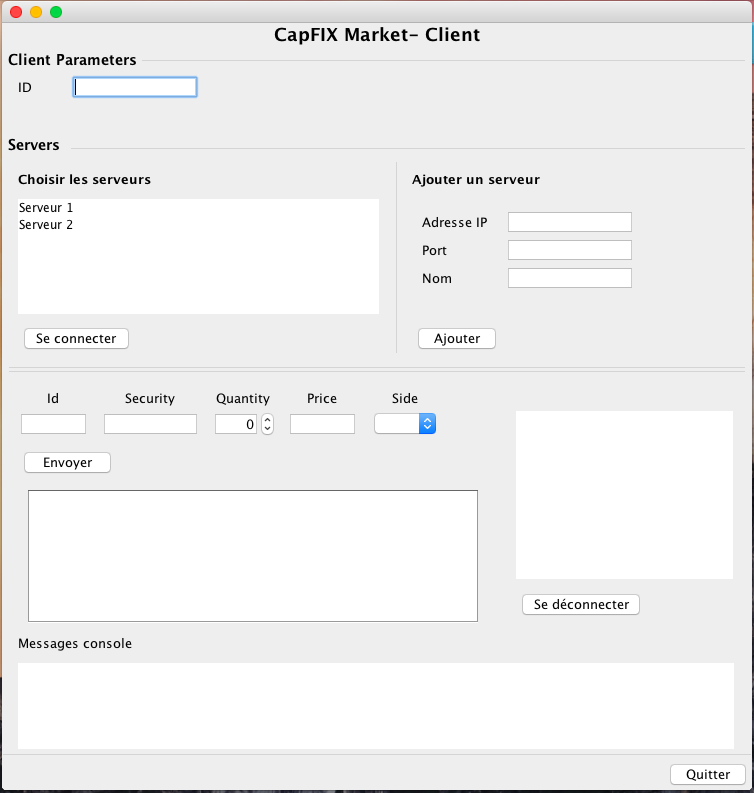 CapFIX Market- Client
Client Parameters
ID
Servers
Choisir les serveurs
Serveur 1
Serveur 2
Se connecter
Ajouter un serveur
Adresse IP
Port
Nom
Ajouter
Id Security Quantity Price Side
0
Envoyer
Se déconnecter
Messages console
Quitter